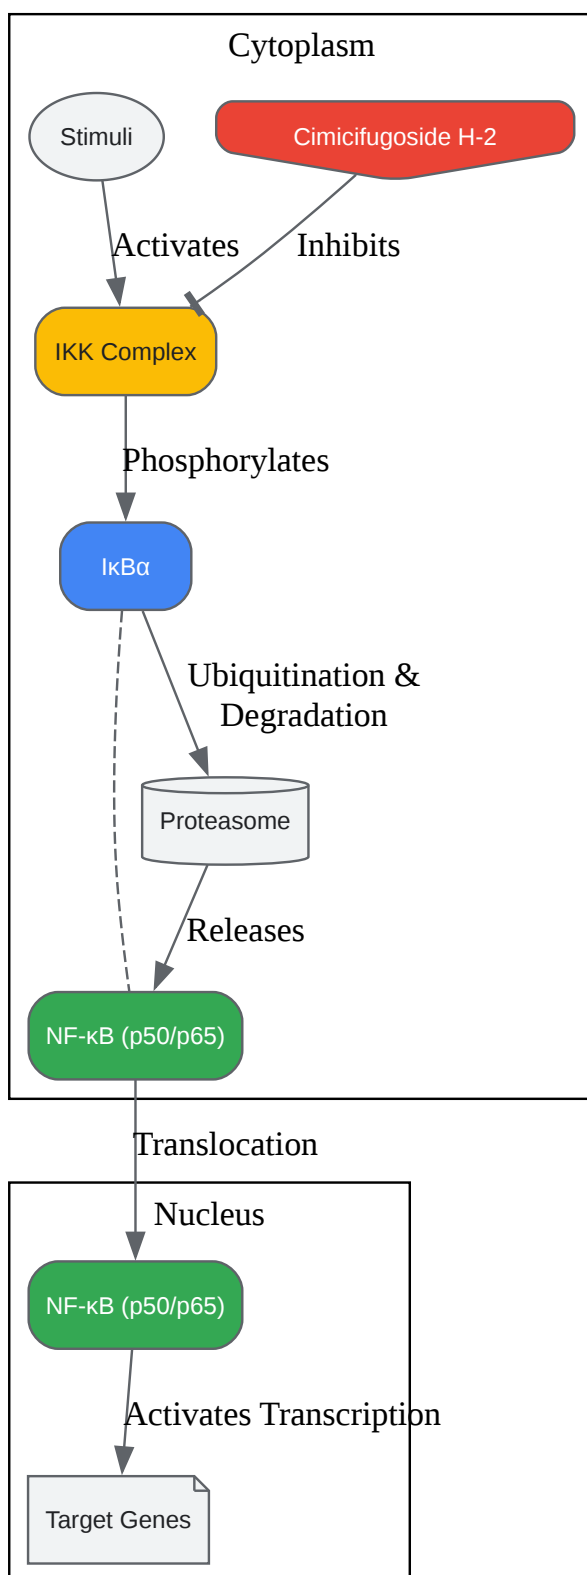 Cytoplasm
Stimuli
Cimicifugoside H-2
Activates
Inhibits
IKK Complex
Phosphorylates
IκBα
Ubiquitination &
Degradation
Proteasome
Releases
NF-κB (p50/p65)
Translocation
Nucleus
NF-κB (p50/p65)
Activates Transcription
Target Genes